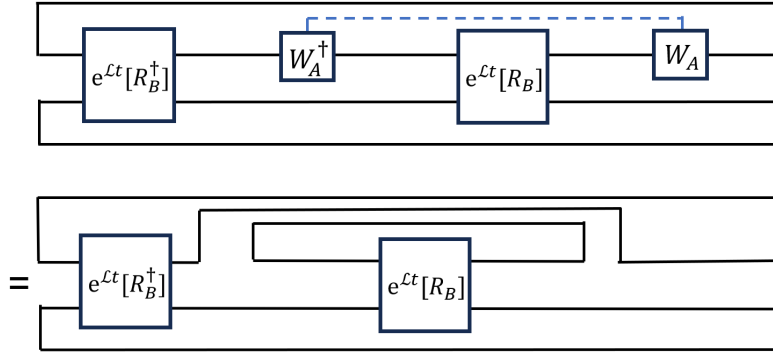 e^{ℒt}[R_B^†] W_A^† e^{ℒt}[R_B] W_A
= e^{ℒt}[R_B^†] e^{ℒt}[R_B]